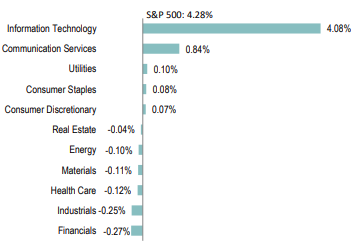 S&P 500: 4.28%
Information Technology 4.08%
Communication Services 0.84%
Utilities 0.10%
Consumer Staples 0.08%
Consumer Discretionary 0.07%
Real Estate -0.04%
Energy -0.10%
Materials -0.11%
Health Care -0.12%
Industrials -0.25%
Financials -0.27%